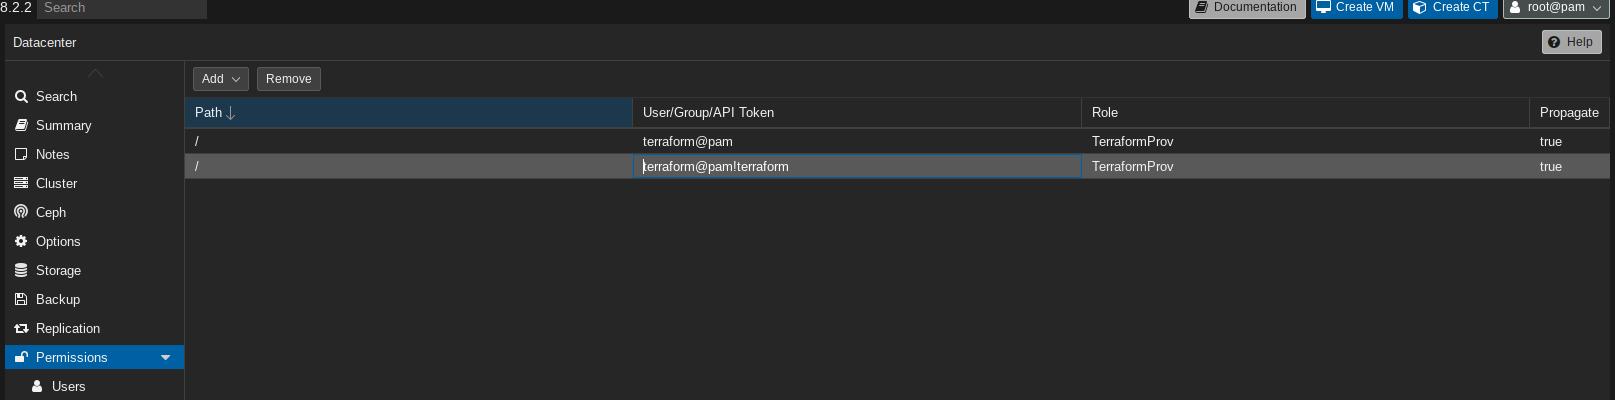 8.2.2 Search Documentation Create VM Create CT root@pam
Datacenter Help
Add Remove
Search
Summary
Notes
Cluster
Ceph
Options
Storage
Backup
Replication
Permissions
Users
Path User/Group/API Token Role Propagate
/ terraform@pam TerraformProv true
/ terraform@pam!terraform TerraformProv true